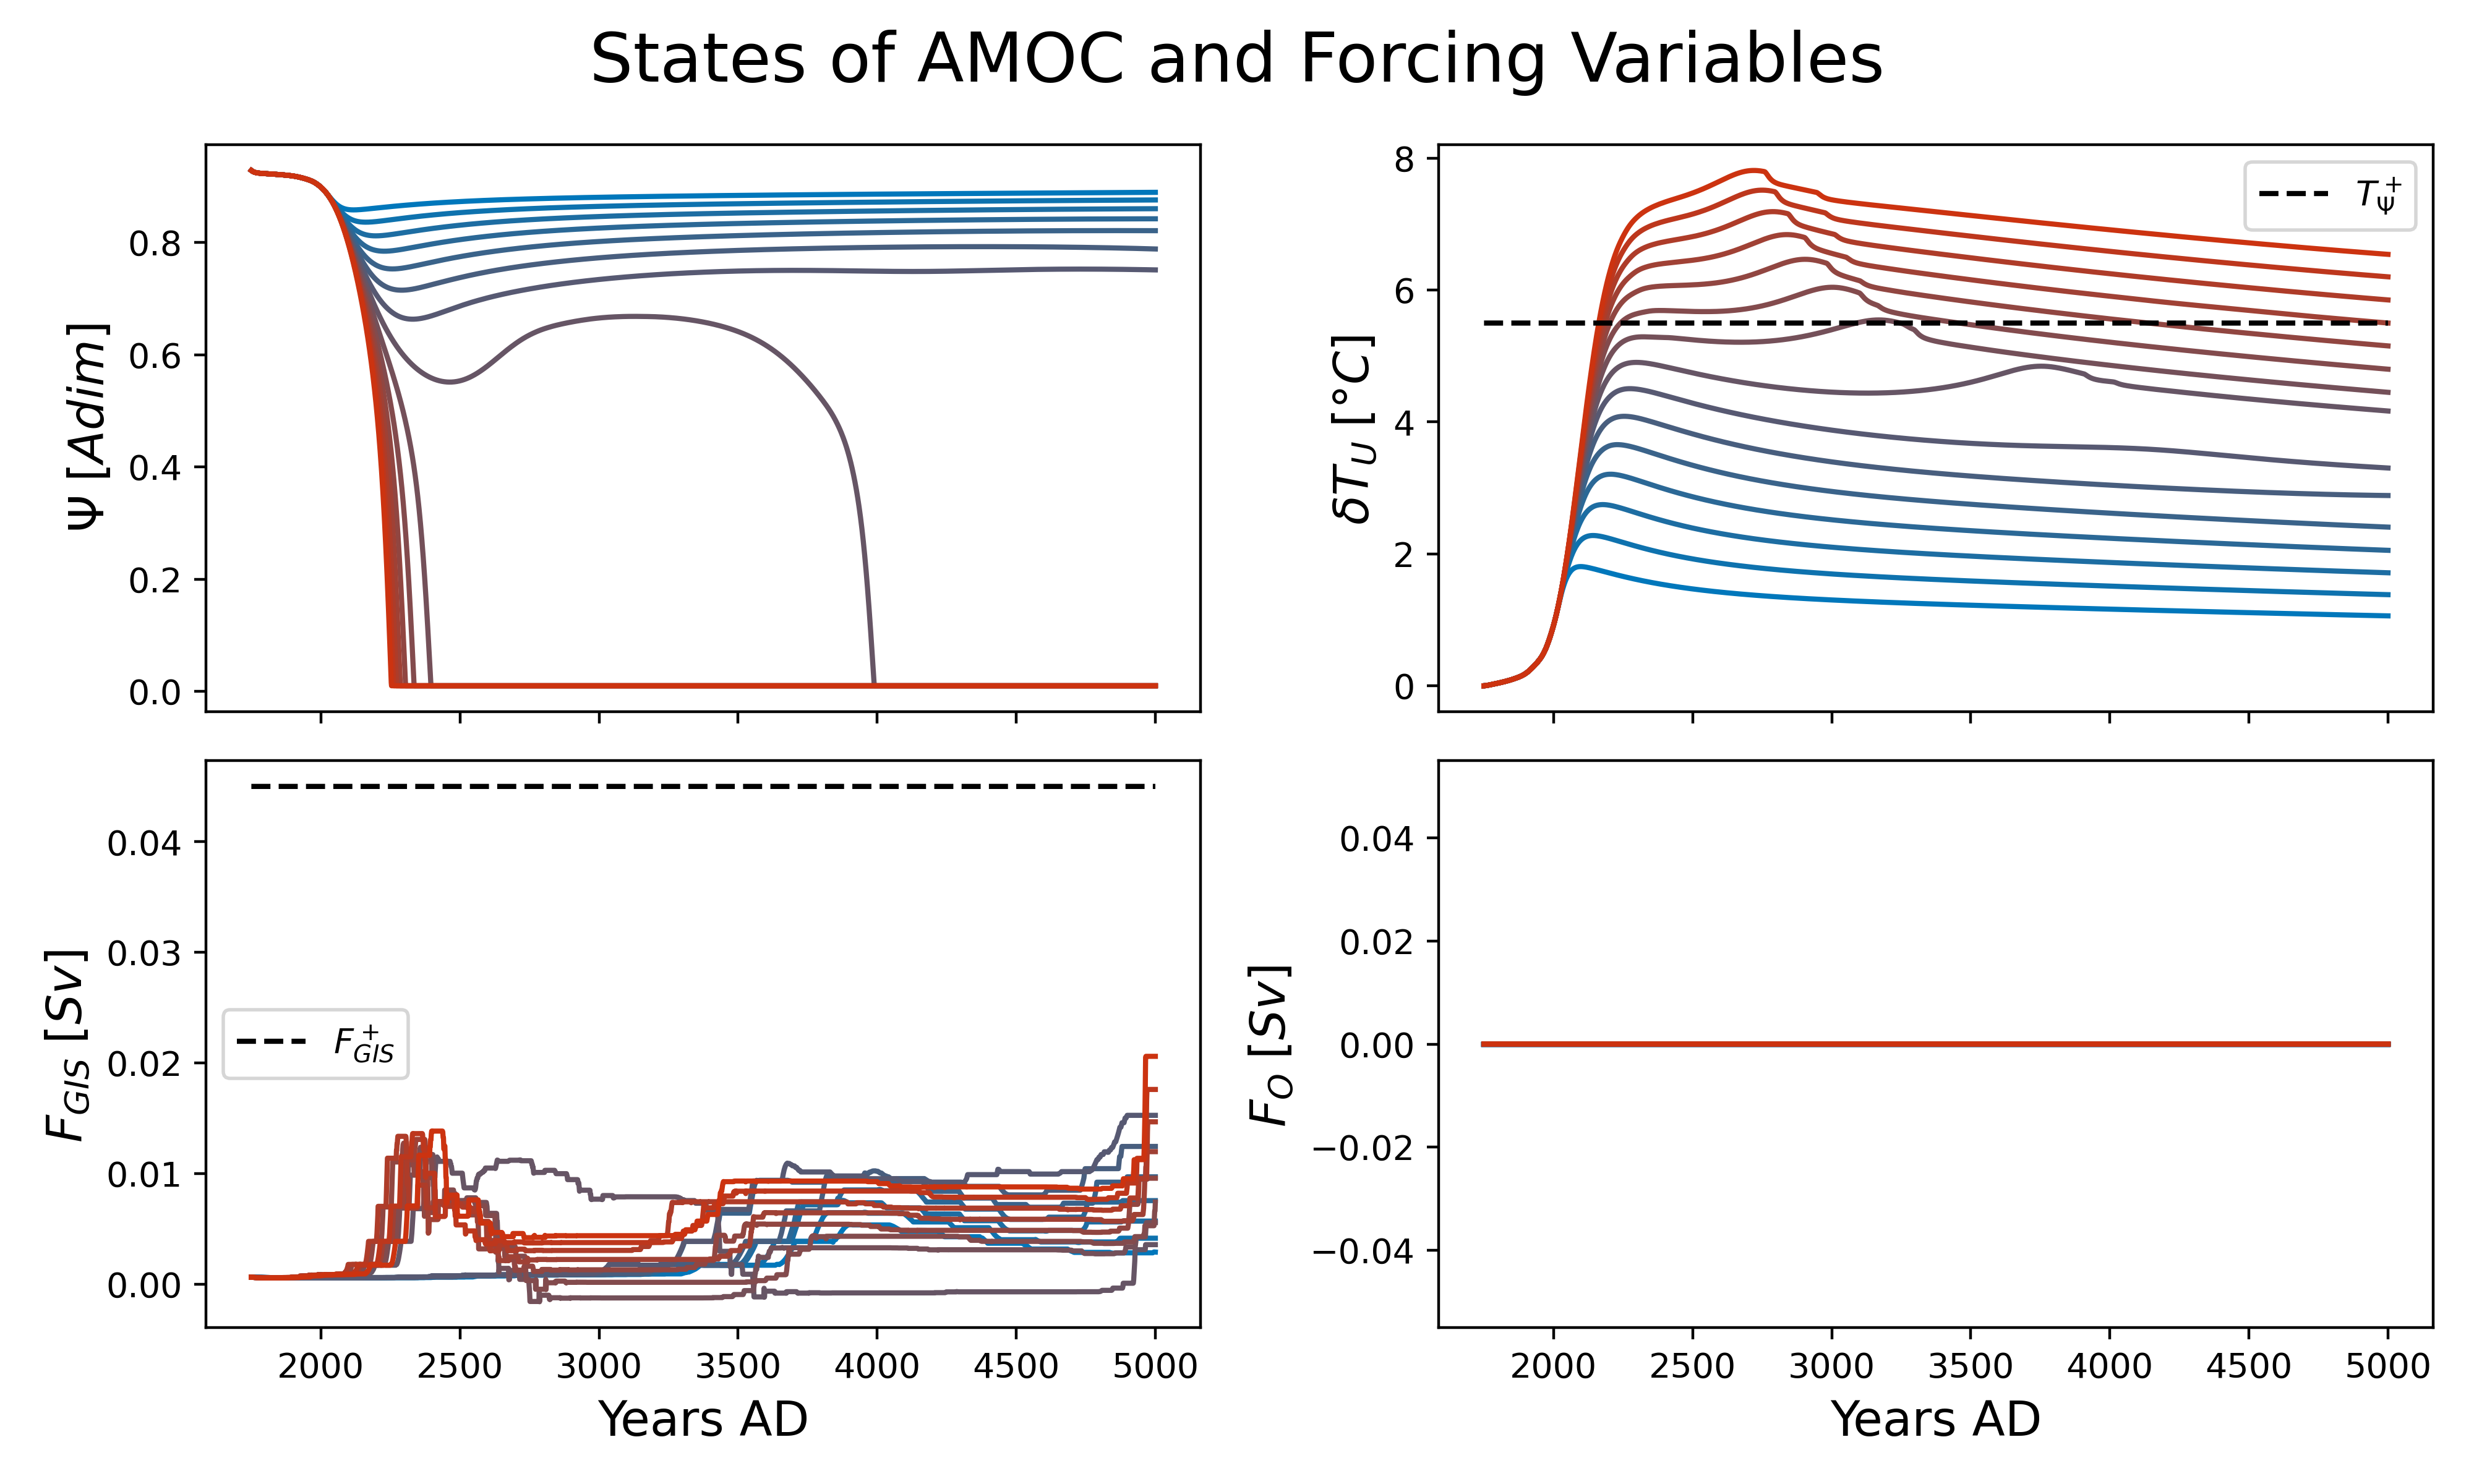 States of AMOC and Forcing Variables
Ψ [Adim]
0.8
0.6
0.4
0.2
0.0
δT_U [°C]
8
6
4
2
0
T_Ψ^+
F_GIS [Sv]
0.04
0.03
0.02
0.01
0.00
F_GIS^+
2000 2500 3000 3500 4000 4500 5000
Years AD
F_O [Sv]
0.04
0.02
0.00
−0.02
−0.04
2000 2500 3000 3500 4000 4500 5000
Years AD